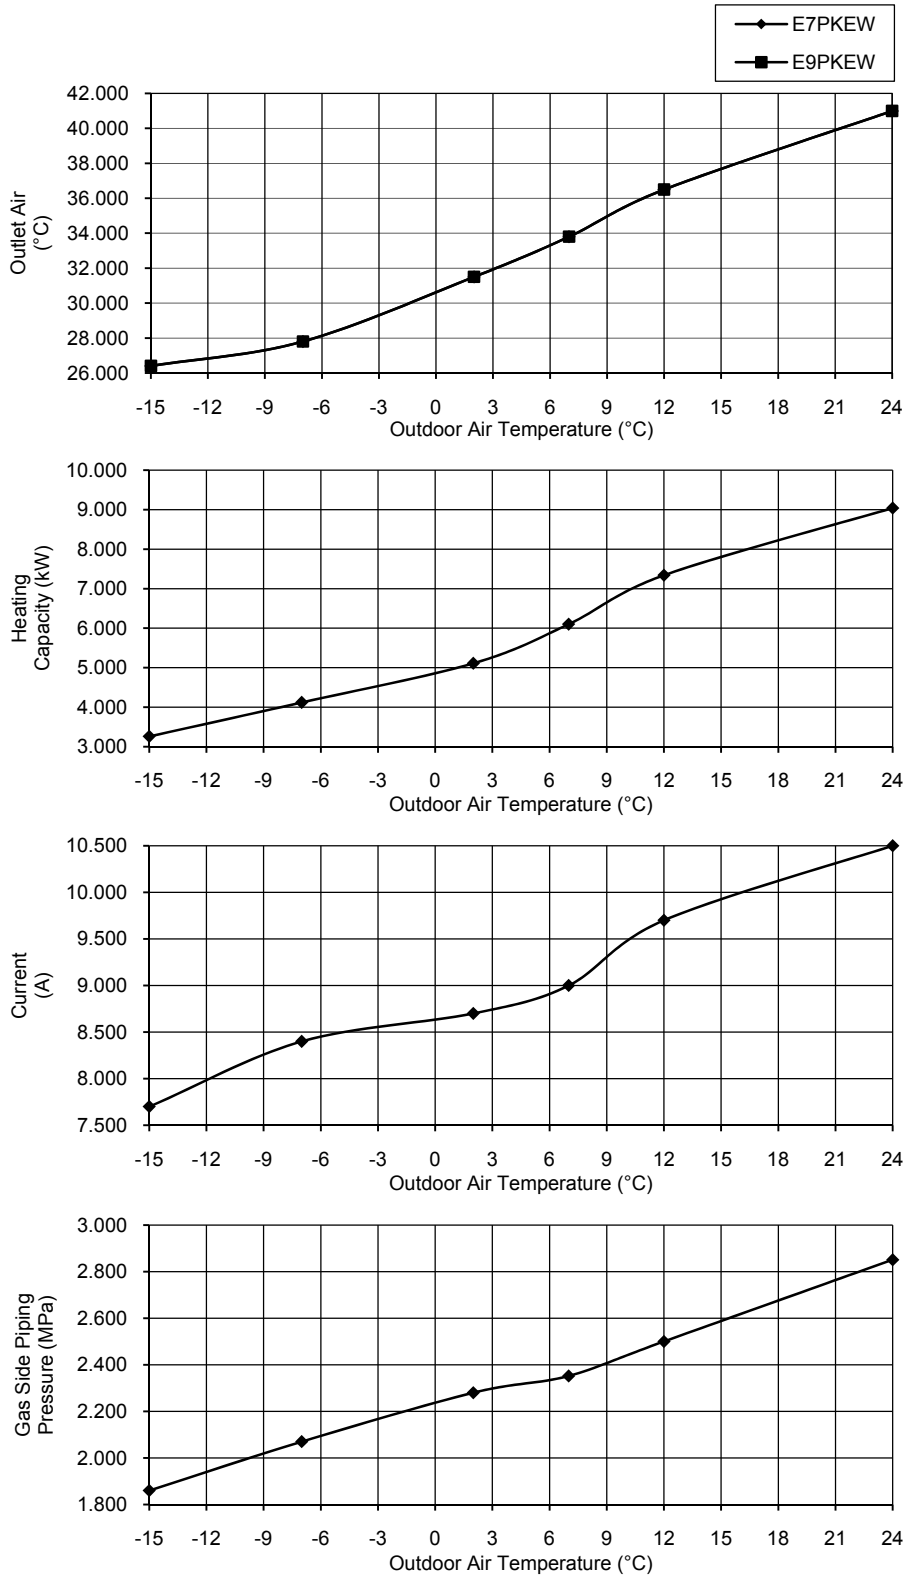 E7PKEW
E9PKEW
42.000
40.000
38.000
36.000
34.000
32.000
30.000
28.000
26.000
Outlet Air
(°C)
-15 -12 -9 -6 -3 0 3 6 9 12 15 18 21 24
Outdoor Air Temperature (°C)
10.000
9.000
8.000
7.000
6.000
5.000
4.000
3.000
Heating
Capacity (kW)
-15 -12 -9 -6 -3 0 3 6 9 12 15 18 21 24
Outdoor Air Temperature (°C)
10.500
10.000
9.500
9.000
8.500
8.000
7.500
Current
(A)
-15 -12 -9 -6 -3 0 3 6 9 12 15 18 21 24
Outdoor Air Temperature (°C)
3.000
2.800
2.600
2.400
2.200
2.000
1.800
Gas Side Piping
Pressure (MPa)
-15 -12 -9 -6 -3 0 3 6 9 12 15 18 21 24
Outdoor Air Temperature (°C)